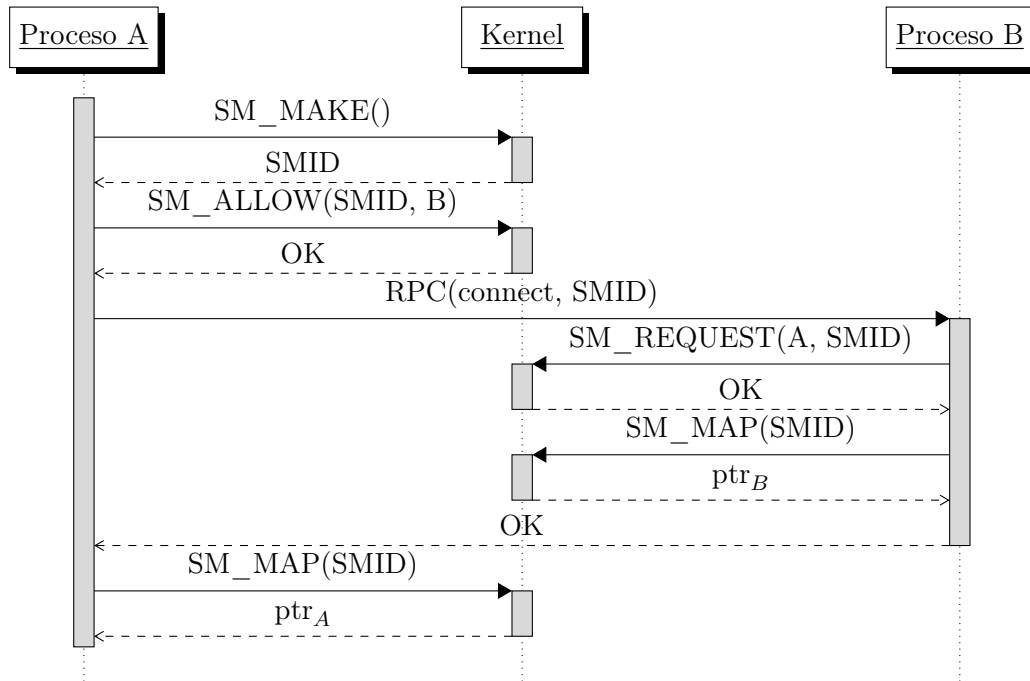 Proceso A
Kernel
Proceso B
SM_MAKE()
SMID
SM_ALLOW(SMID, B)
OK
RPC(connect, SMID)
SM_REQUEST(A, SMID)
OK
SM_MAP(SMID)
ptr_B
OK
SM_MAP(SMID)
ptr_A